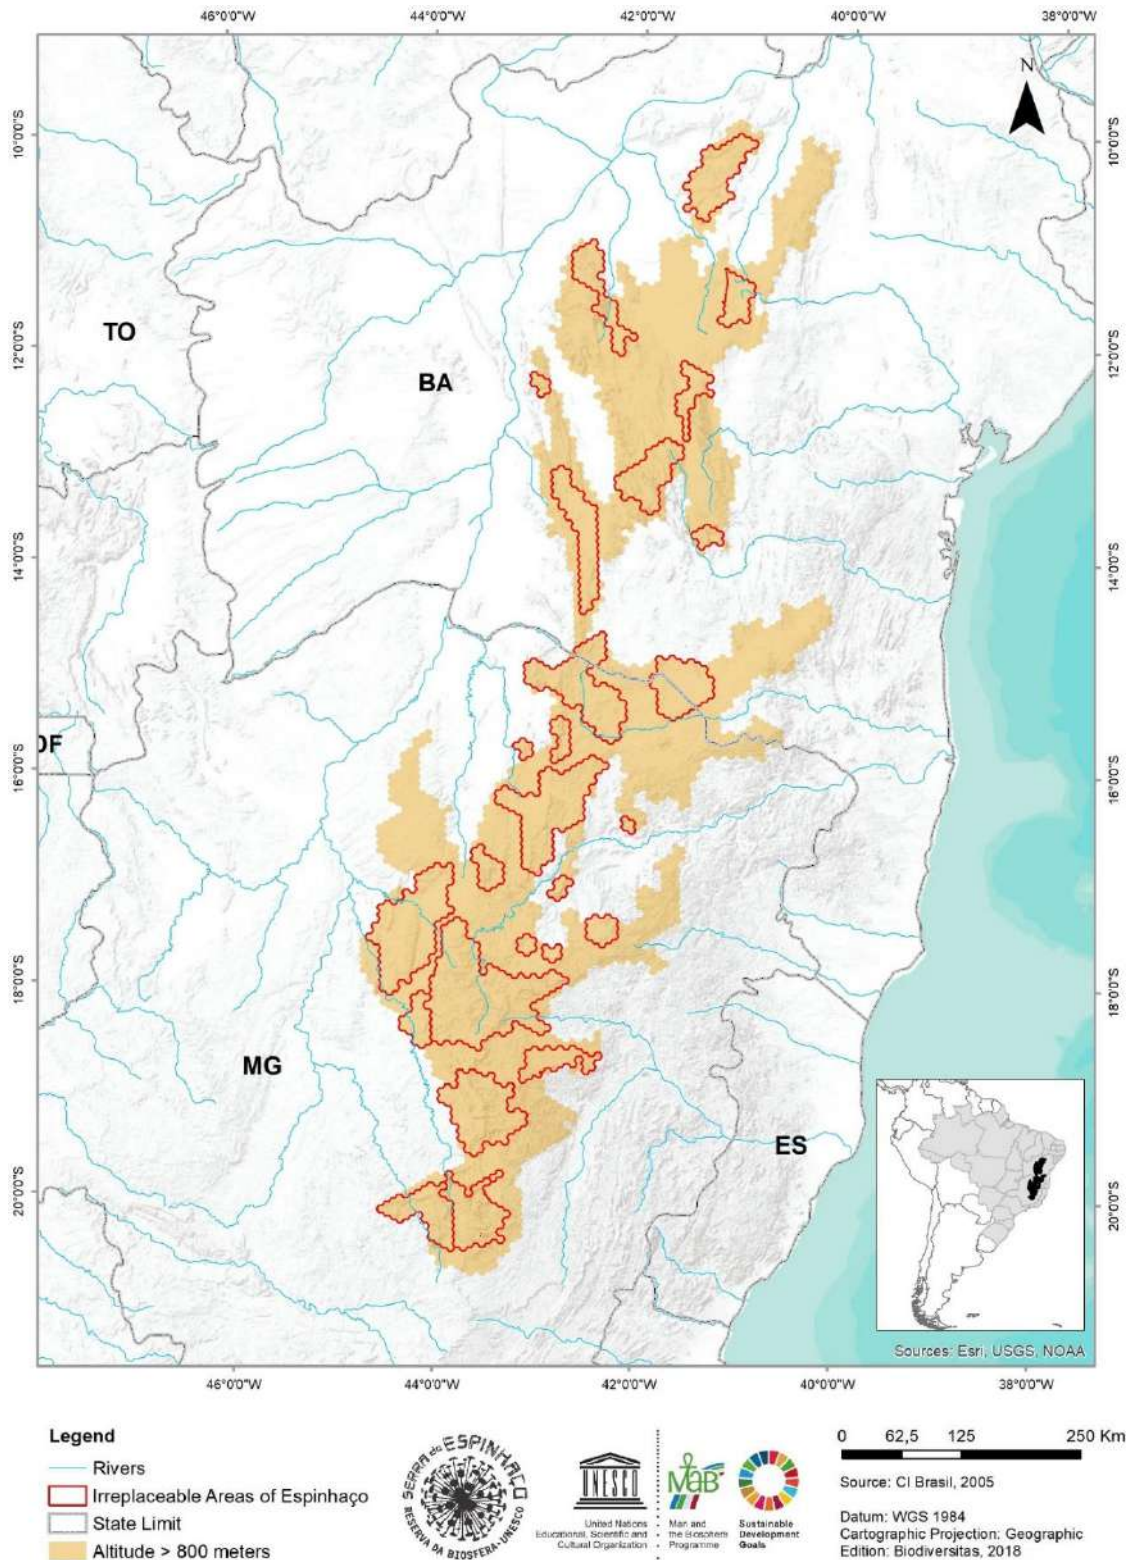 46°0'0"W 44°0'0"W 42°0'0"W 40°0'0"W 38°0'0"W
N
10°0'0"S 10°0'0"S
TO
12°0'0"S 12°0'0"S
BA
14°0'0"S 14°0'0"S
DF
16°0'0"S 16°0'0"S
18°0'0"S 18°0'0"S
MG
ES
20°0'0"S 20°0'0"S
Sources: Esri, USGS, NOAA
46°0'0"W 44°0'0"W 42°0'0"W 40°0'0"W 38°0'0"W
Legend
Rivers
Irreplaceable Areas of Espinhaço
State Limit
Altitude > 800 meters
SERRA do ESPINHAÇO
RESERVA DA BIOSFERA-UNESCO
UNESCO
United Nations
Educational, Scientific and
Cultural Organization
MaB
Man and
the Biosphere
Programme
Sustainable
Development
Goals
0 62,5 125 250 Km
Source: CI Brasil, 2005
Datum: WGS 1984
Cartographic Projection: Geographic
Edition: Biodiversitas, 2018